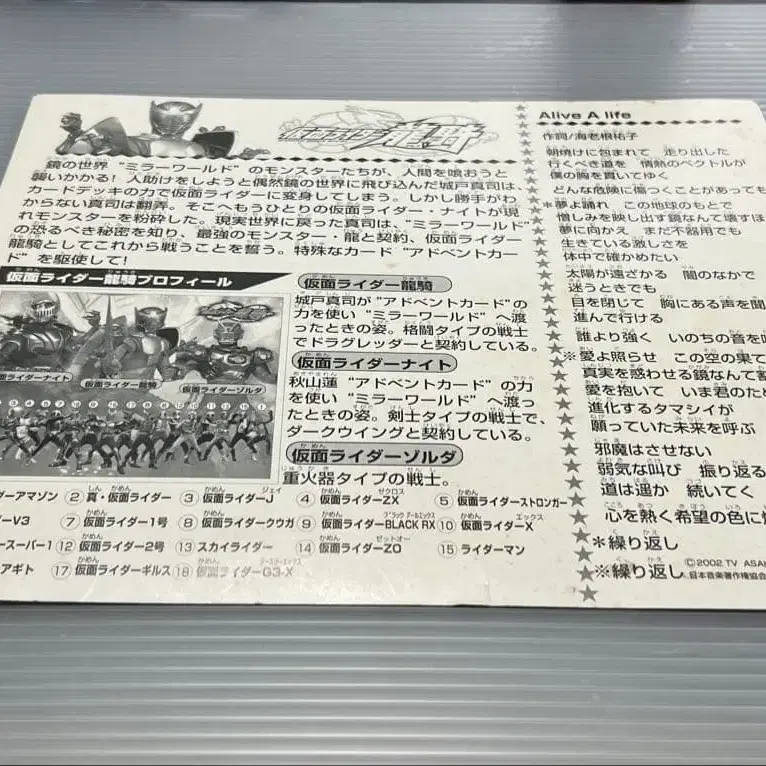 仮面ライダー龍騎
鏡の世界 “ミラーワールド” のモンスターたちが、人間を喰おうと
襲いかかる! 人助けをしようと偶然鏡の世界に飛び込んだ城戸真司は、
カードデッキの力で仮面ライダーに変身してしまう。しかし勝手がわ
からない真司は翻弄。そこへもうひとりの仮面ライダー・ナイトが現
れモンスターを粉砕した。現実世界に戻った真司は、“ミラーワールド”
の恐るべき秘密を知り、最強のモンスター・龍と契約、仮面ライダー
龍騎としてこれから戦うことを誓う。特殊なカード “アドベントカー
ド” を駆使して!
仮面ライダー龍騎プロフィール
面ライダーナイト
仮面ライダー龍騎
仮面ライダーゾルダ
仮面ライダー龍騎
城戸真司が “アドベントカード” の
力を使い “ミラーワールド” へ渡
ったときの姿。格闘タイプの戦士
でドラグレッダーと契約している。
仮面ライダーナイト
秋山蓮 “アドベントカード” の力
を使い “ミラーワールド” へ渡っ
たときの姿。剣士タイプの戦士で、
ダークウイングと契約している。
仮面ライダーゾルダ
重火器タイプの戦士。
ダーアマゾン ②真・仮面ライダー ③仮面ライダーJ ④仮面ライダーZX ⑤仮面ライダーストロンガー
ーV3 ⑦仮面ライダー1号 ⑧仮面ライダークウガ ⑨仮面ライダーBLACK RX ⑩仮面ライダーX
ースーパー1 ⑫仮面ライダー2号 ⑬スカイライダー ⑭仮面ライダーZO ⑮ライダーマン
アギト ⑰仮面ライダーギルス ⑱仮面ライダーG3-X
Alive A life
作詞/海老根祐子
朝焼けに包まれて 走り出した
行くべき道を 情熱のベクトルが
僕の胸を貫いてゆく
どんな危険に傷つくことがあっても
*夢よ踊れ この地球のもとで
憎しみを映し出す鏡なんて壊すほ
夢に向かえ まだ不器用でも
生きている激しさを
体中で確かめたい
太陽が遠ざかる 闇のなかで
迷うときでも
目を閉じて 胸にある声を聞
進んで行ける
誰より強く いのちの音を
※愛よ照らせ この空の果て
真実を惑わせる鏡なんて
愛を抱いて いま君のた
進化するタマシイが
願っていた未来を呼ぶ
邪魔はさせない
弱気な叫び 振り返る
道は遥か 続いてく
心を熱く希望の色に
*繰り返し
※繰り返し
©2002 TV ASA
日本音楽著作権協会